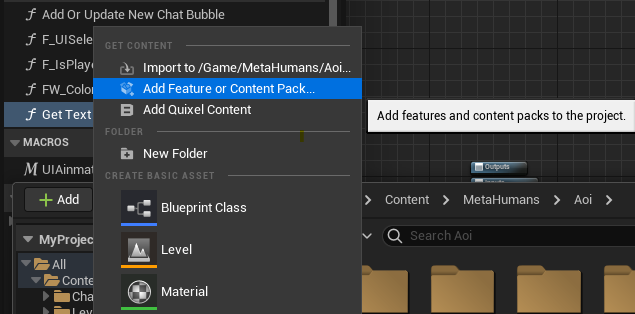 Add Or Update New Chat Bubble
F_UISele
F_IsPlaye
FW_Color
Get Text
MACROS
UIAinmat
GET CONTENT
Import to /Game/MetaHumans/Aoi...
Add Feature or Content Pack...
Add Quixel Content
FOLDER
New Folder
CREATE BASIC ASSET
Blueprint Class
Level
Material
Add features and content packs to the project.
Outputs
Add
Content
MetaHumans
Aoi
MyProjec
All
Conte
Cha
Lev
Search Aoi